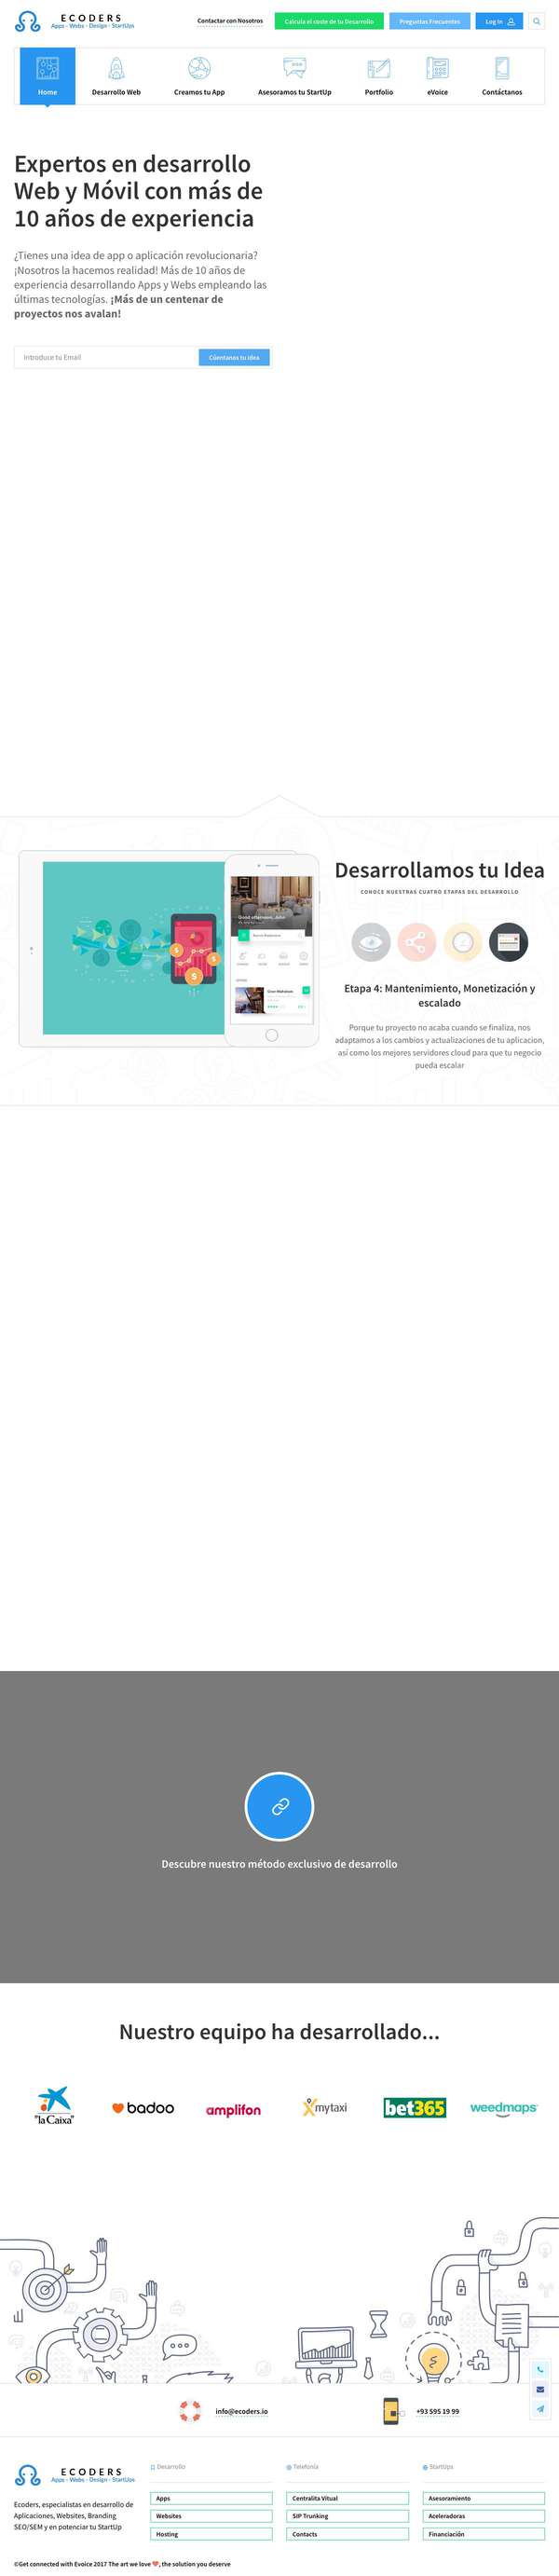 ECODERS
Apps - Webs - Design - StartUps
Contactar con Nosotros
Calcula el coste de tu Desarrollo
Preguntas Frecuentes
Log In
Home
Desarrollo Web
Creamos tu App
Asesoramos tu StartUp
Portfolio
eVoice
Contáctanos
Expertos en desarrollo
Web y Móvil con más de
10 años de experiencia
¿Tienes una idea de app o aplicación revolucionaria?
¡Nosotros la hacemos realidad! Más de 10 años de
experiencia desarrollando Apps y Webs empleando las
últimas tecnologías. ¡Más de un centenar de
proyectos nos avalan!
Introduce tu Email
Cúentanos tu idea
Desarrollamos tu Idea
CONOCE NUESTRAS CUATRO ETAPAS DEL DESARROLLO
Good afternoon, John
Etapa 4: Mantenimiento, Monetización y
escalado
Porque tu proyecto no acaba cuando se finaliza, nos
adaptamos a los cambios y actualizaciones de tu aplicacion,
asi como los mejores servidores cloud para que tu negocio
pueda escalar
Descubre nuestro método exclusivo de desarrollo
Nuestro equipo ha desarrollado...
"la Caixa"
badoo
amplifon
mytaxi
bet365
weedmaps
info@ecoders.io
+93 595 19 99
ECODERS
Apps - Webs - Design - StartUps
Ecoders, especialistas en desarrollo de
Aplicaciones, Websites, Branding
SEO/SEM y en potenciar tu StartUp
Desarrollo
Apps
Websites
Hosting
Telefonía
Centralita Vitual
SIP Trunking
Contacts
StartUps
Asesoramiento
Aceleradoras
Financiación
©Get connected with Evoice 2017 The art we love ❤, the solution you deserve